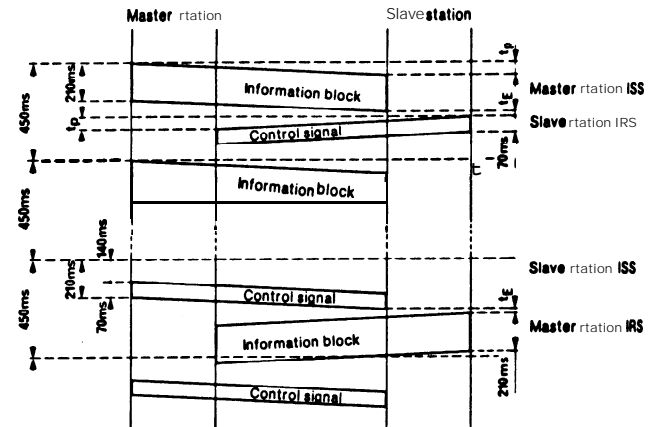 Master rtation
Slave station
tp
210ms
450ms
Information block
Master rtation ISS
tE
tp
Control signal
Slave rtation IRS
70ms
t
450ms
Information block
140ms
Slave rtation ISS
210ms
450ms
Control signal
tE
70ms
Information block
Master rtation IRS
210ms
Control signal